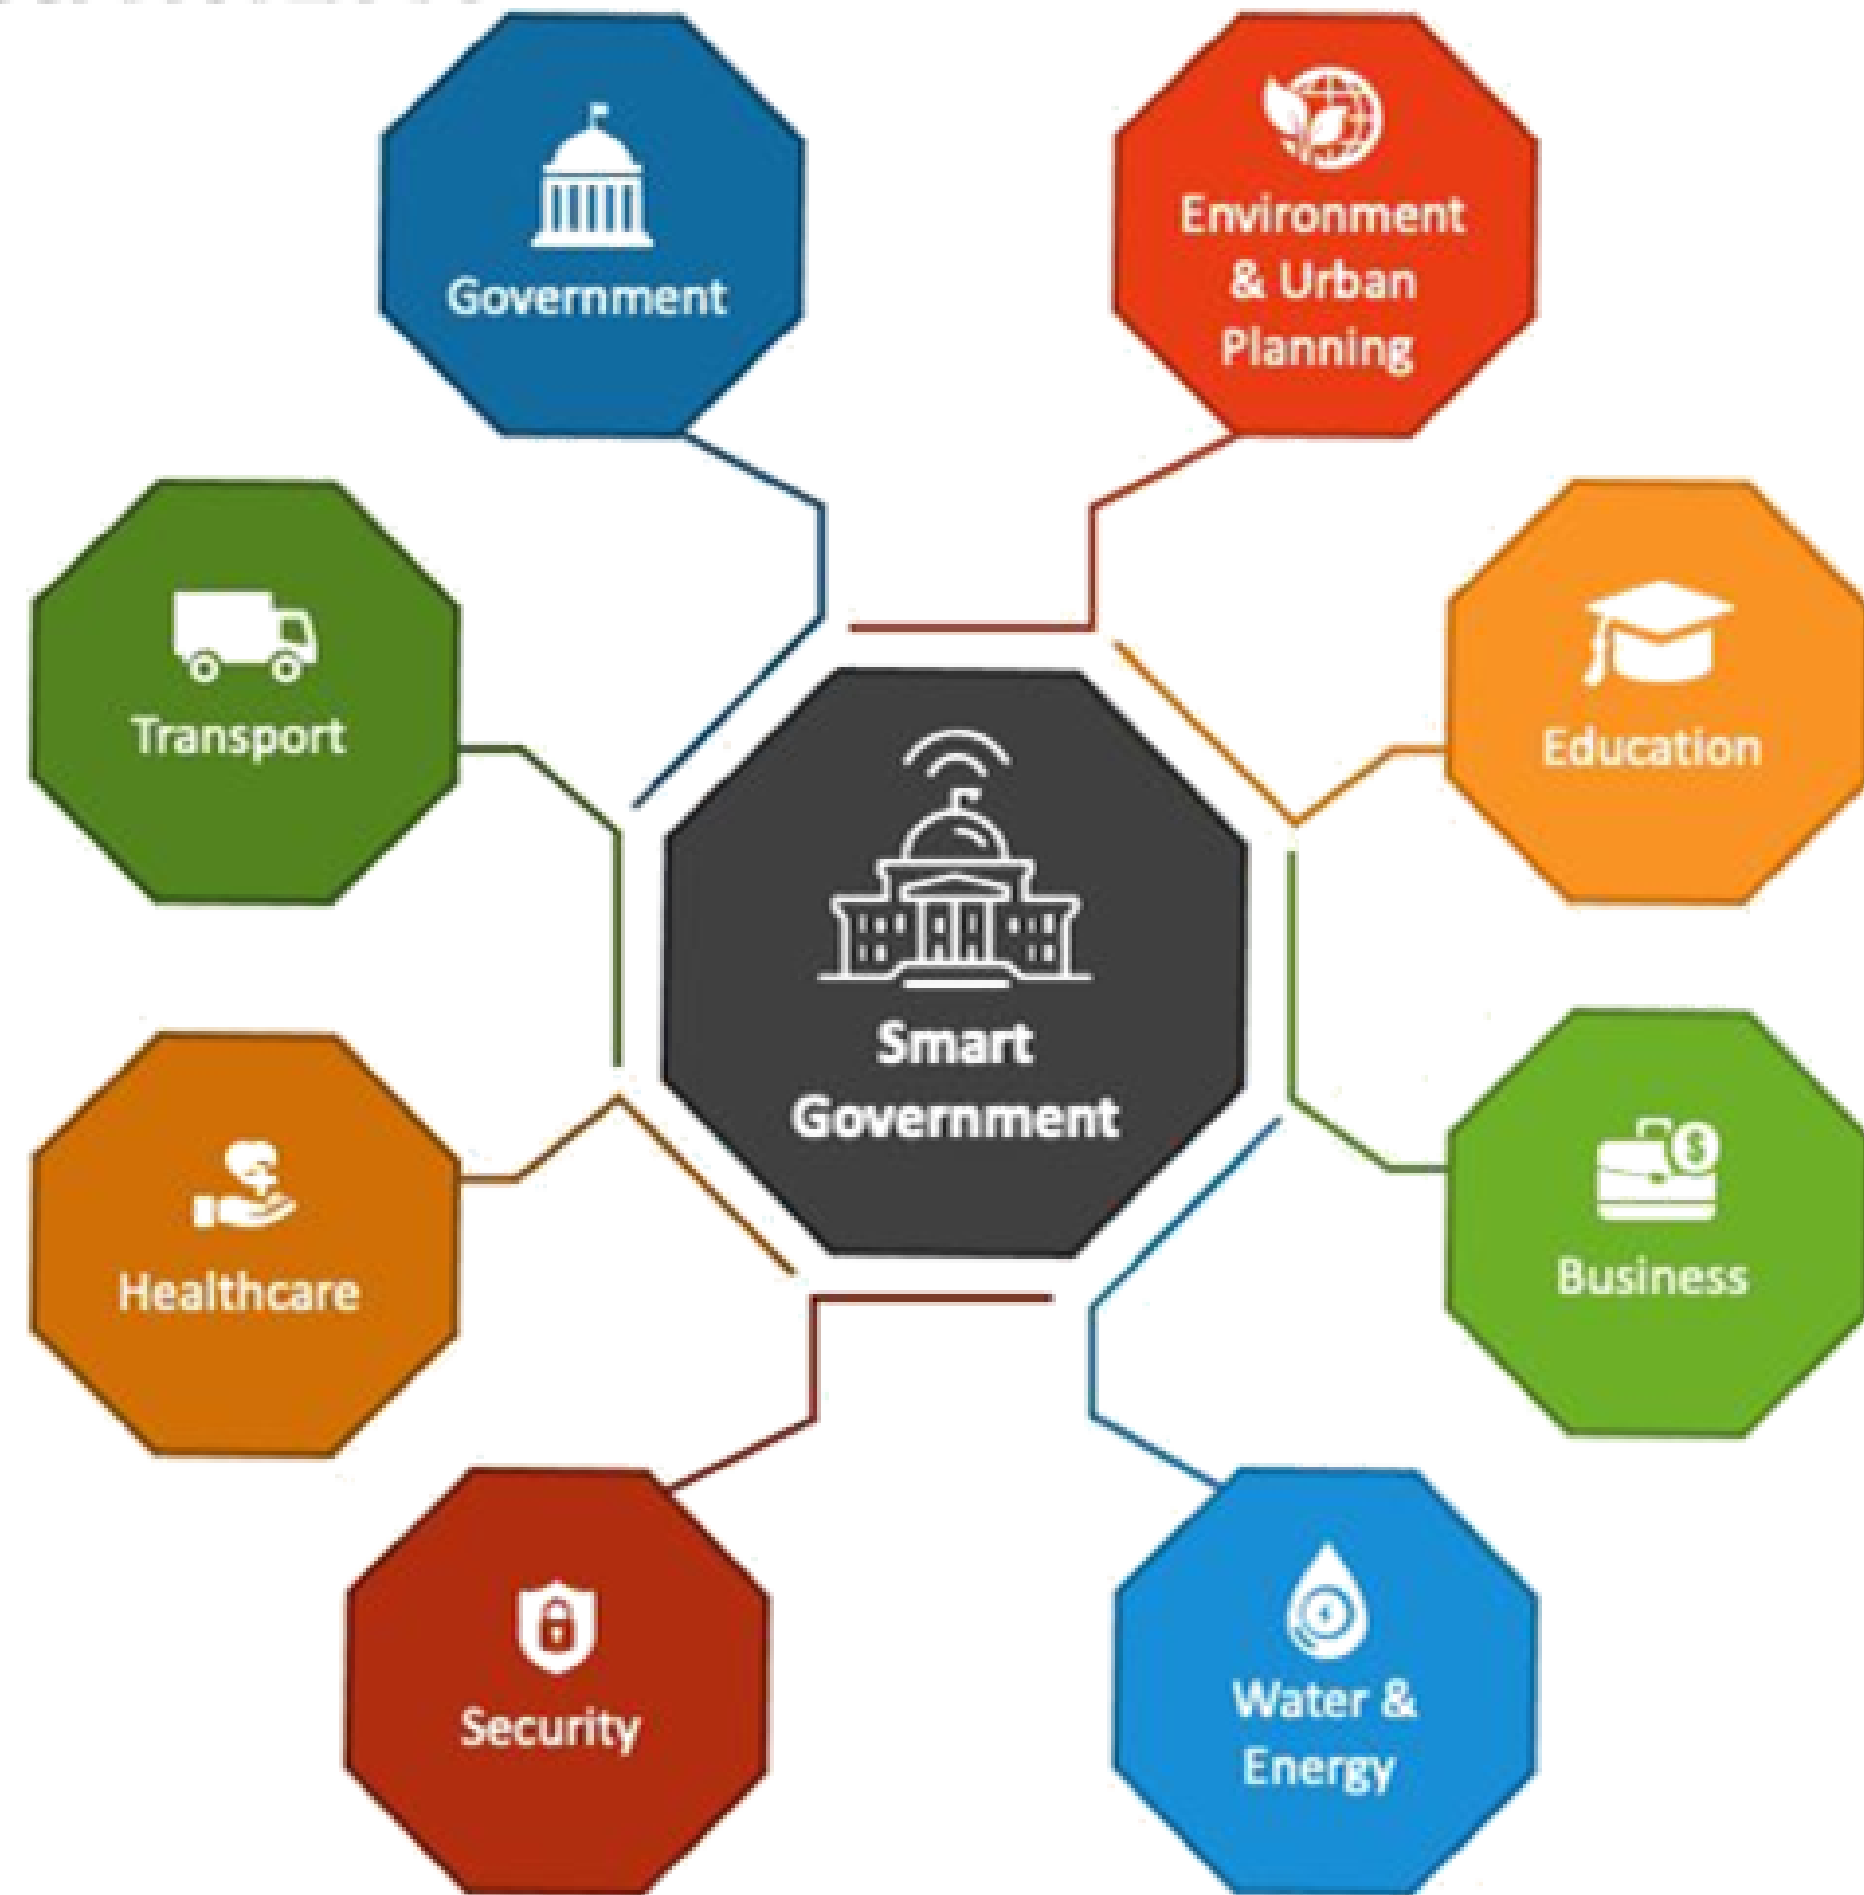 Government
Environment
& Urban
Planning
Transport
Education
Smart
Government
Healthcare
Business
$
Security
Water &
Energy